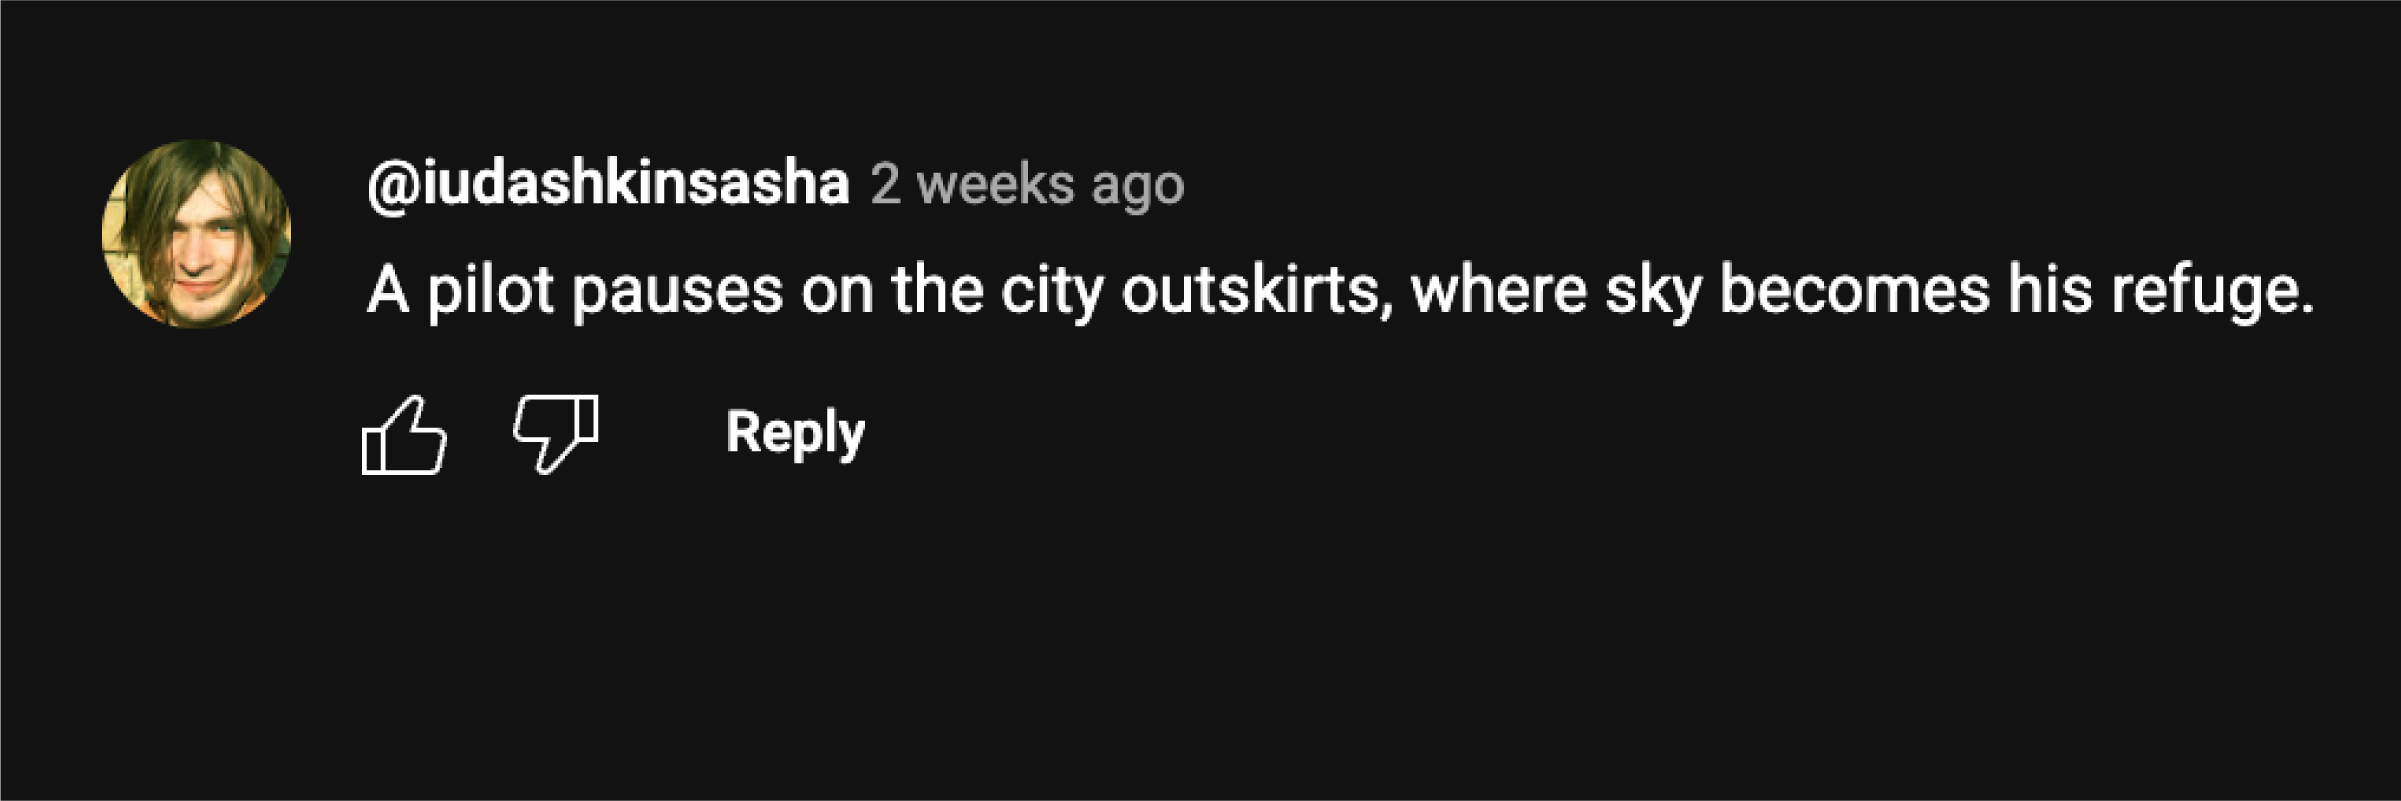 @iudashkinsasha 2 weeks ago
A pilot pauses on the city outskirts, where sky becomes his refuge.
Reply